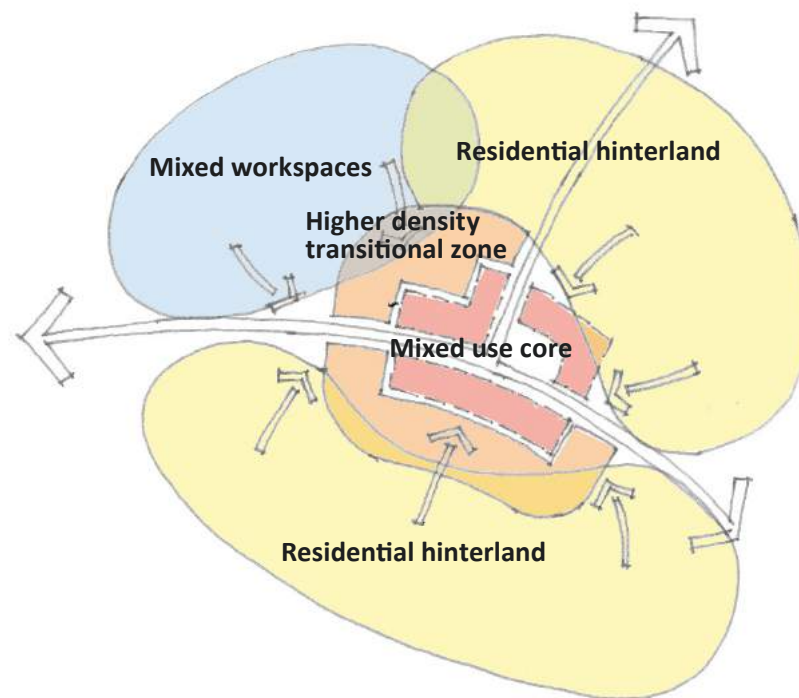 Residential hinterland
Mixed workspaces
Higher density
transitional zone
Mixed use core
Residential hinterland